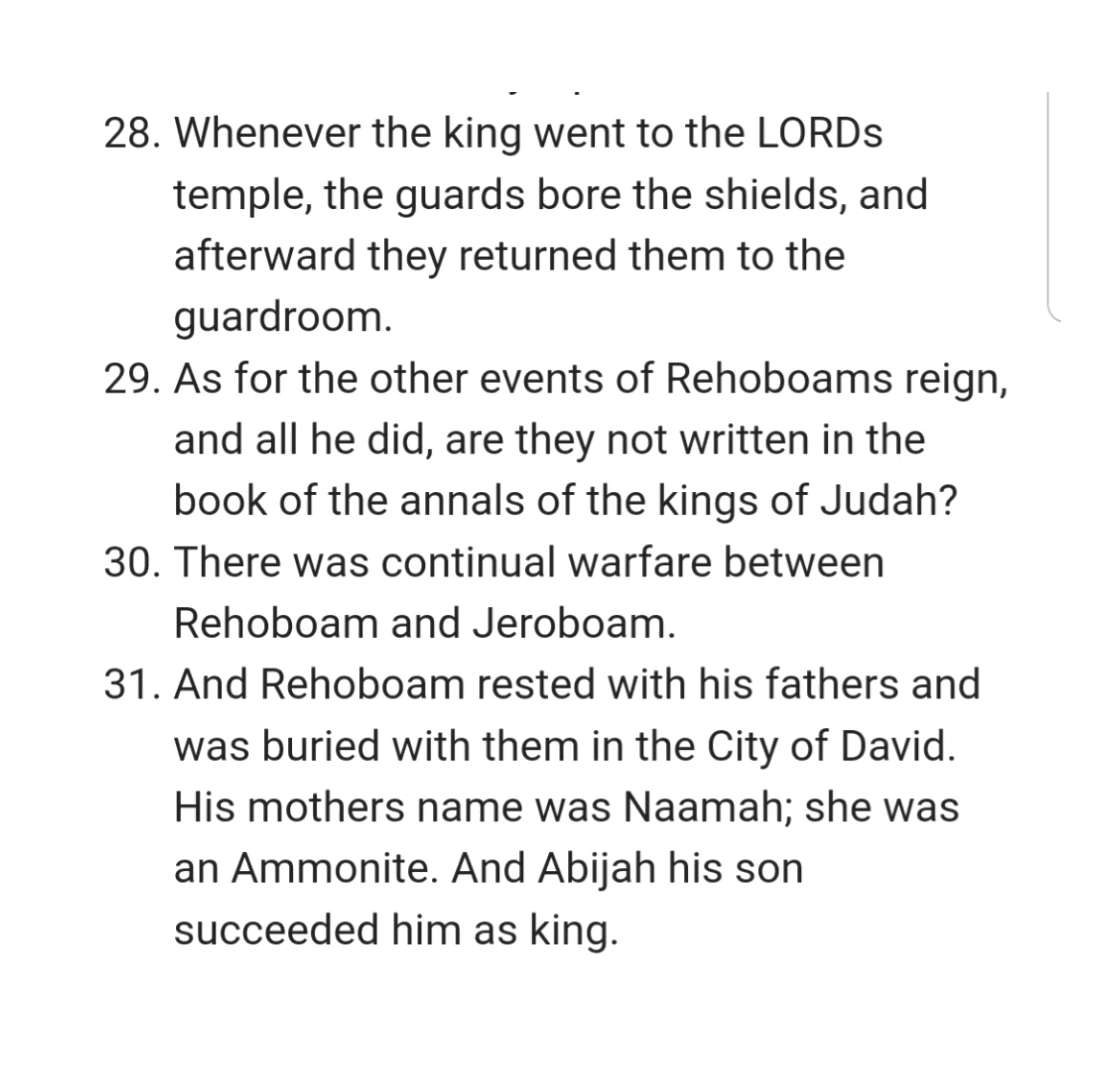 28. Whenever the king went to the LORDs
temple, the guards bore the shields, and
afterward they returned them to the
guardroom.
29. As for the other events of Rehoboams reign,
and all he did, are they not written in the
book of the annals of the kings of Judah?
30. There was continual warfare between
Rehoboam and Jeroboam.
31. And Rehoboam rested with his fathers and
was buried with them in the City of David.
His mothers name was Naamah; she was
an Ammonite. And Abijah his son
succeeded him as king.